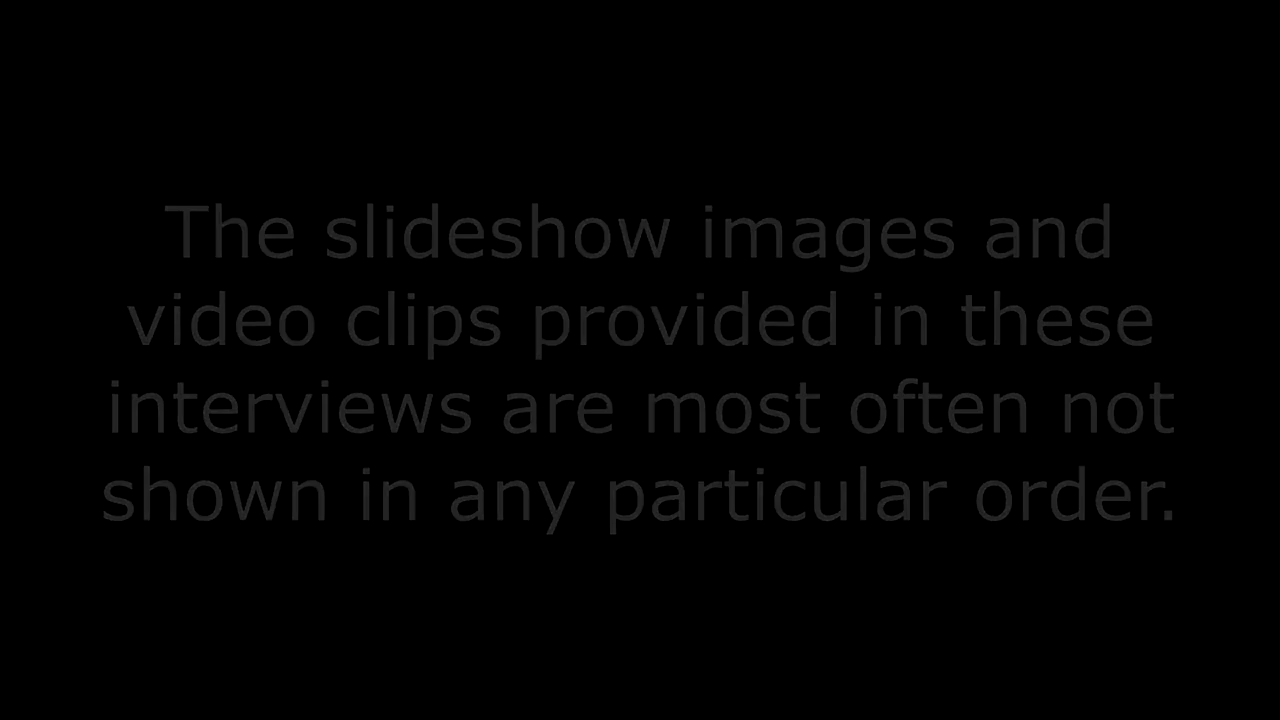 The slideshow images and
video clips provided in these
interviews are most often not
shown in any particular order.